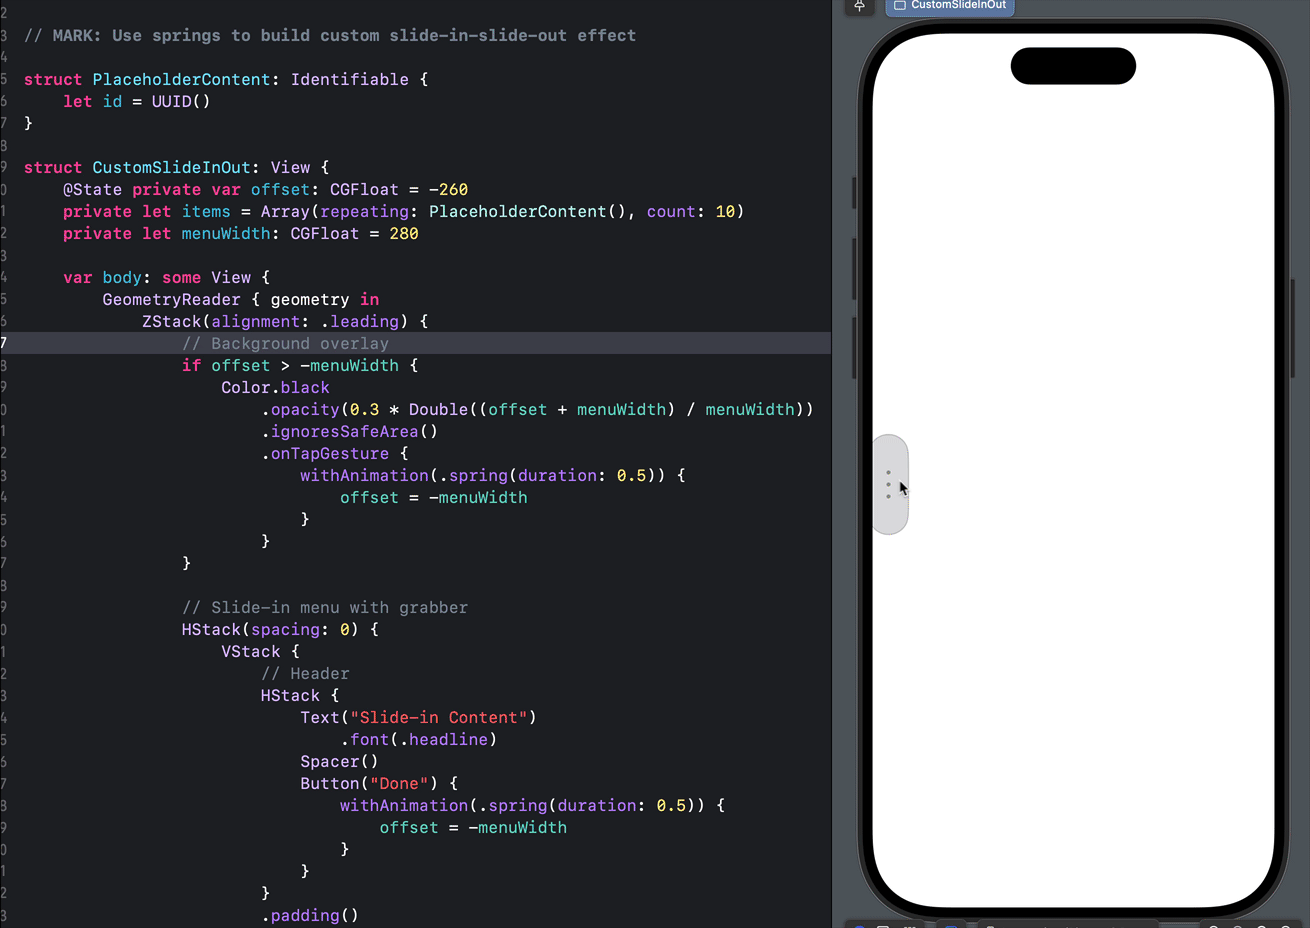 2
3 // MARK: Use springs to build custom slide-in-slide-out effect
4
5 struct PlaceholderContent: Identifiable {
6     let id = UUID()
7 }
8
9 struct CustomSlideInOut: View {
0     @State private var offset: CGFloat = -260
1     private let items = Array(repeating: PlaceholderContent(), count: 10)
2     private let menuWidth: CGFloat = 280
3
4     var body: some View {
5         GeometryReader { geometry in
6             ZStack(alignment: .leading) {
7                 // Background overlay
8                 if offset > -menuWidth {
9                     Color.black
0                         .opacity(0.3 * Double((offset + menuWidth) / menuWidth))
1                         .ignoresSafeArea()
2                         .onTapGesture {
3                             withAnimation(.spring(duration: 0.5)) {
4                                 offset = -menuWidth
5                             }
6                         }
7                 }
8
9                 // Slide-in menu with grabber
0                 HStack(spacing: 0) {
1                     VStack {
2                         // Header
3                         HStack {
4                             Text("Slide-in Content")
5                                 .font(.headline)
6                             Spacer()
7                             Button("Done") {
8                                 withAnimation(.spring(duration: 0.5)) {
9                                     offset = -menuWidth
0                                 }
1                             }
2                         }
3                         .padding()
CustomSlideInOut